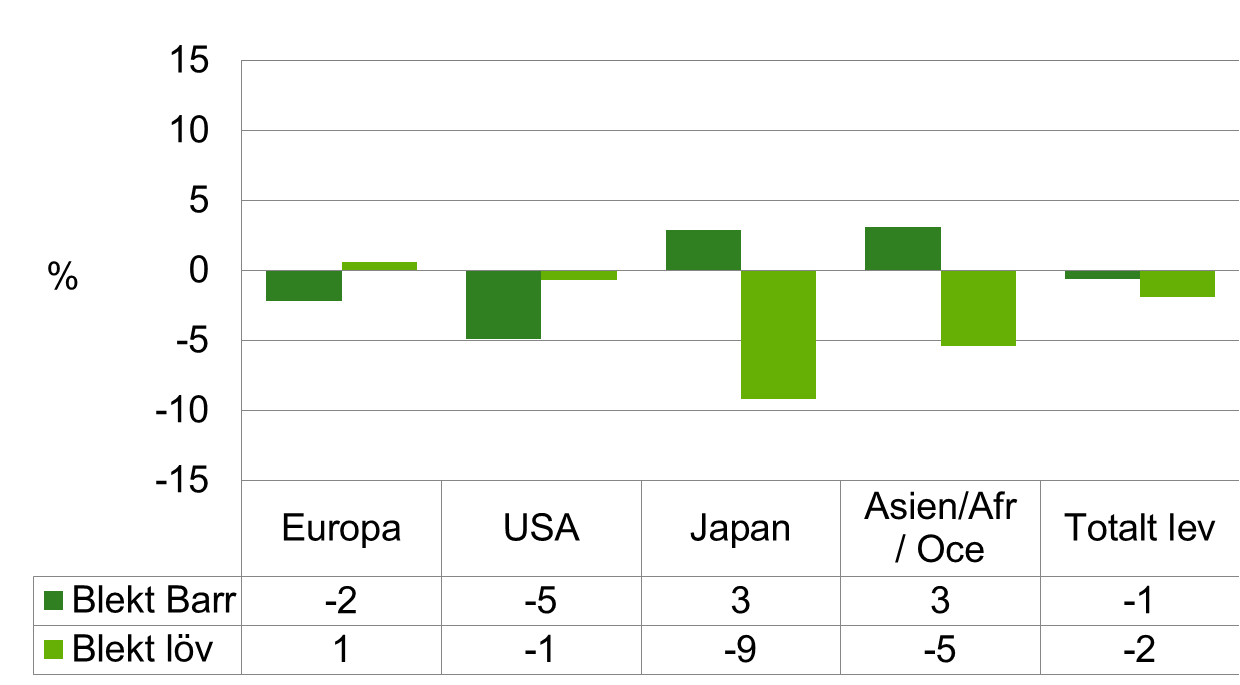 15
10
5
0
%
-5
-10
-15
Europa USA Japan Asien/Afr
/ Oce Totalt lev
Blekt Barr -2 -5 3 3 -1
Blekt löv 1 -1 -9 -5 -2